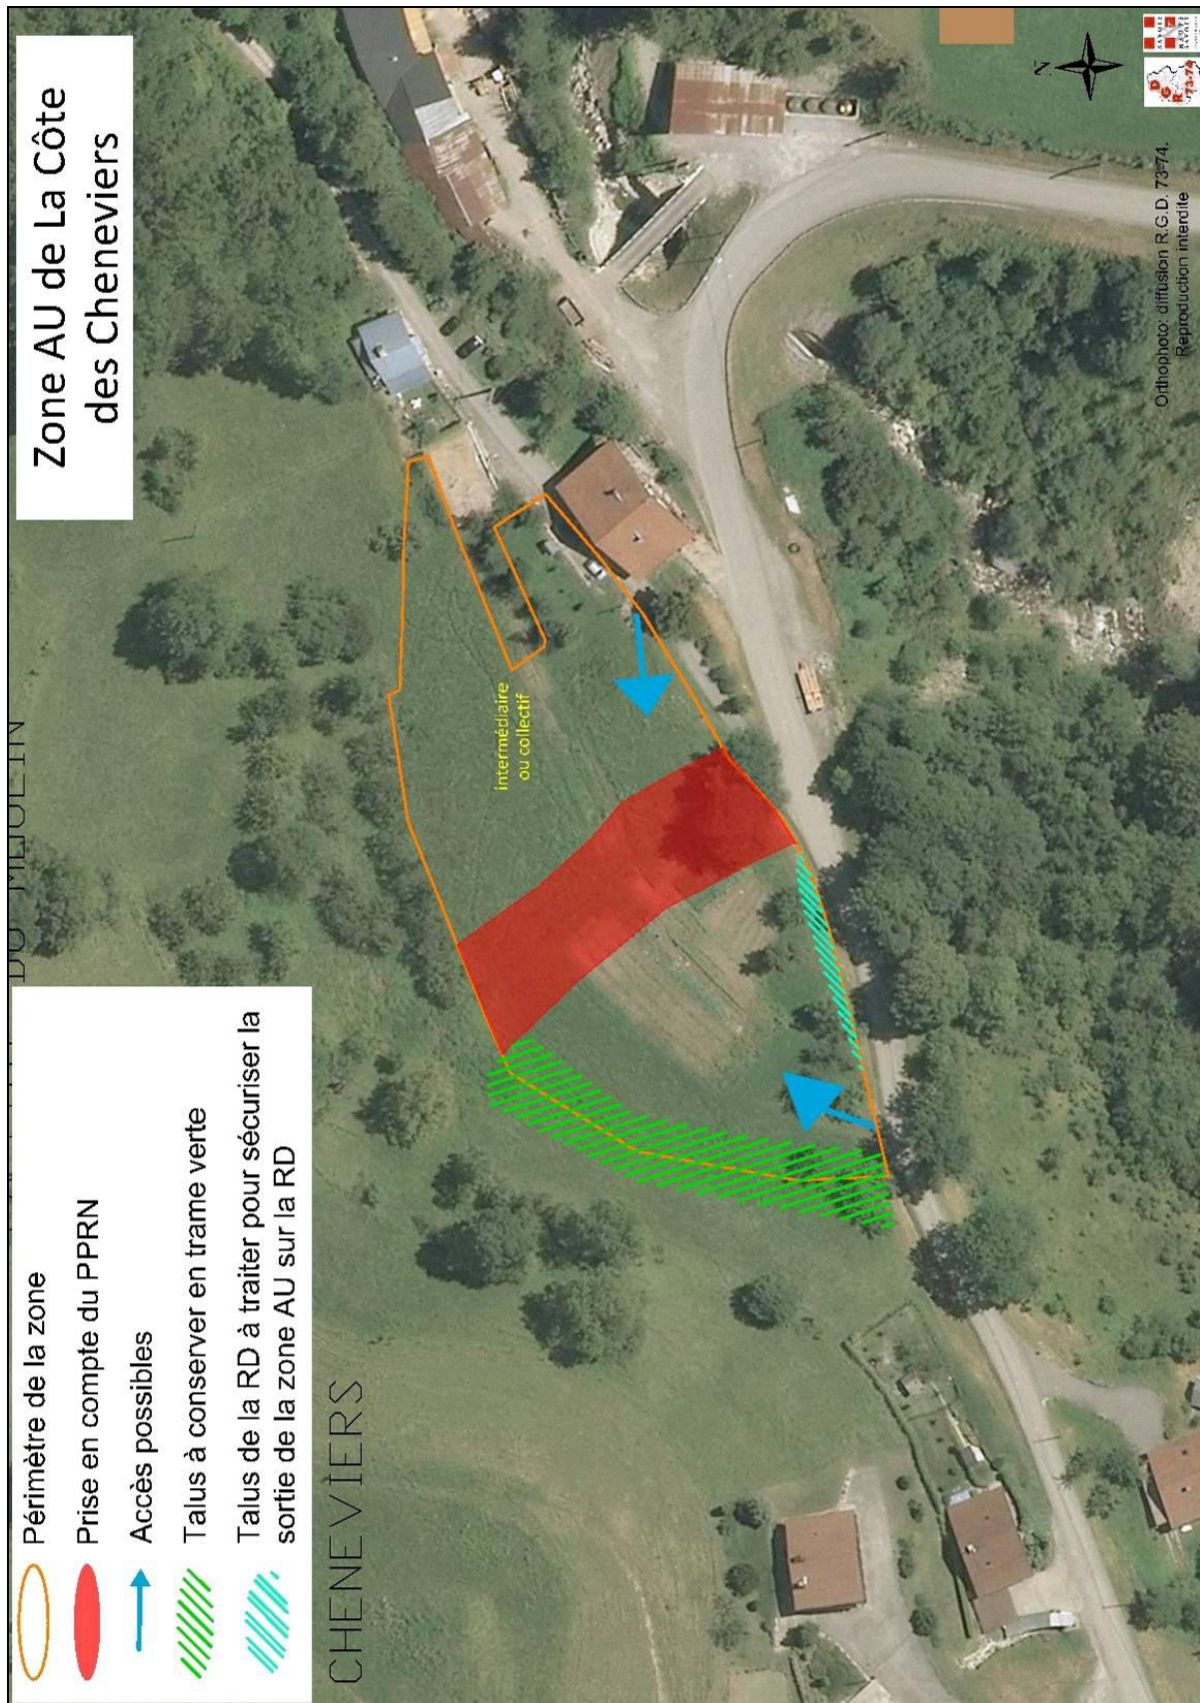 Zone AU de La Côte
des Cheneviers
Périmètre de la zone
Prise en compte du PPRN
Accès possibles
Talus à conserver en trame verte
Talus de la RD à traiter pour sécuriser la
sortie de la zone AU sur la RD
intermédiaire
ou collectif
CHENEVIERS
N
73-74
Orthophoto: diffusion R.G.D. 73-74.
Reproduction interdite